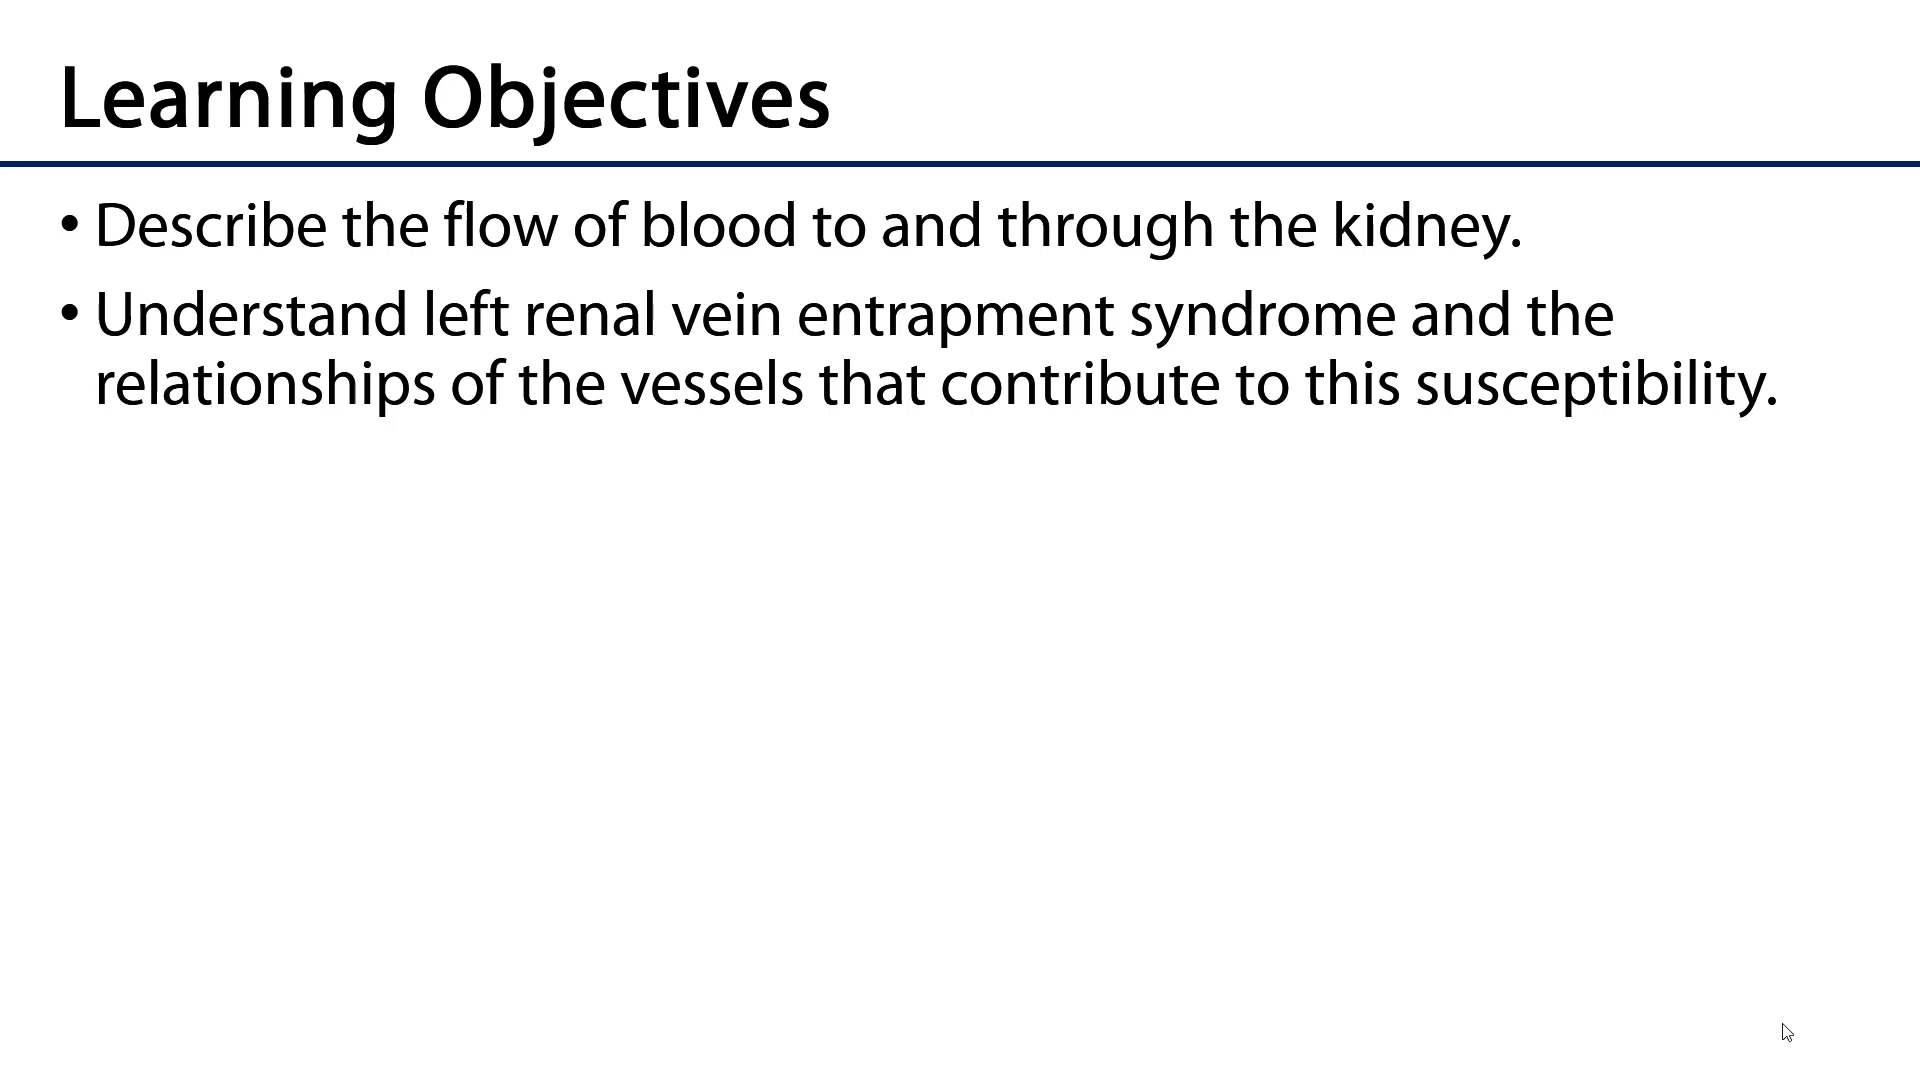 Learning Objectives
• Describe the flow of blood to and through the kidney.
• Understand left renal vein entrapment syndrome and the
relationships of the vessels that contribute to this susceptibility.